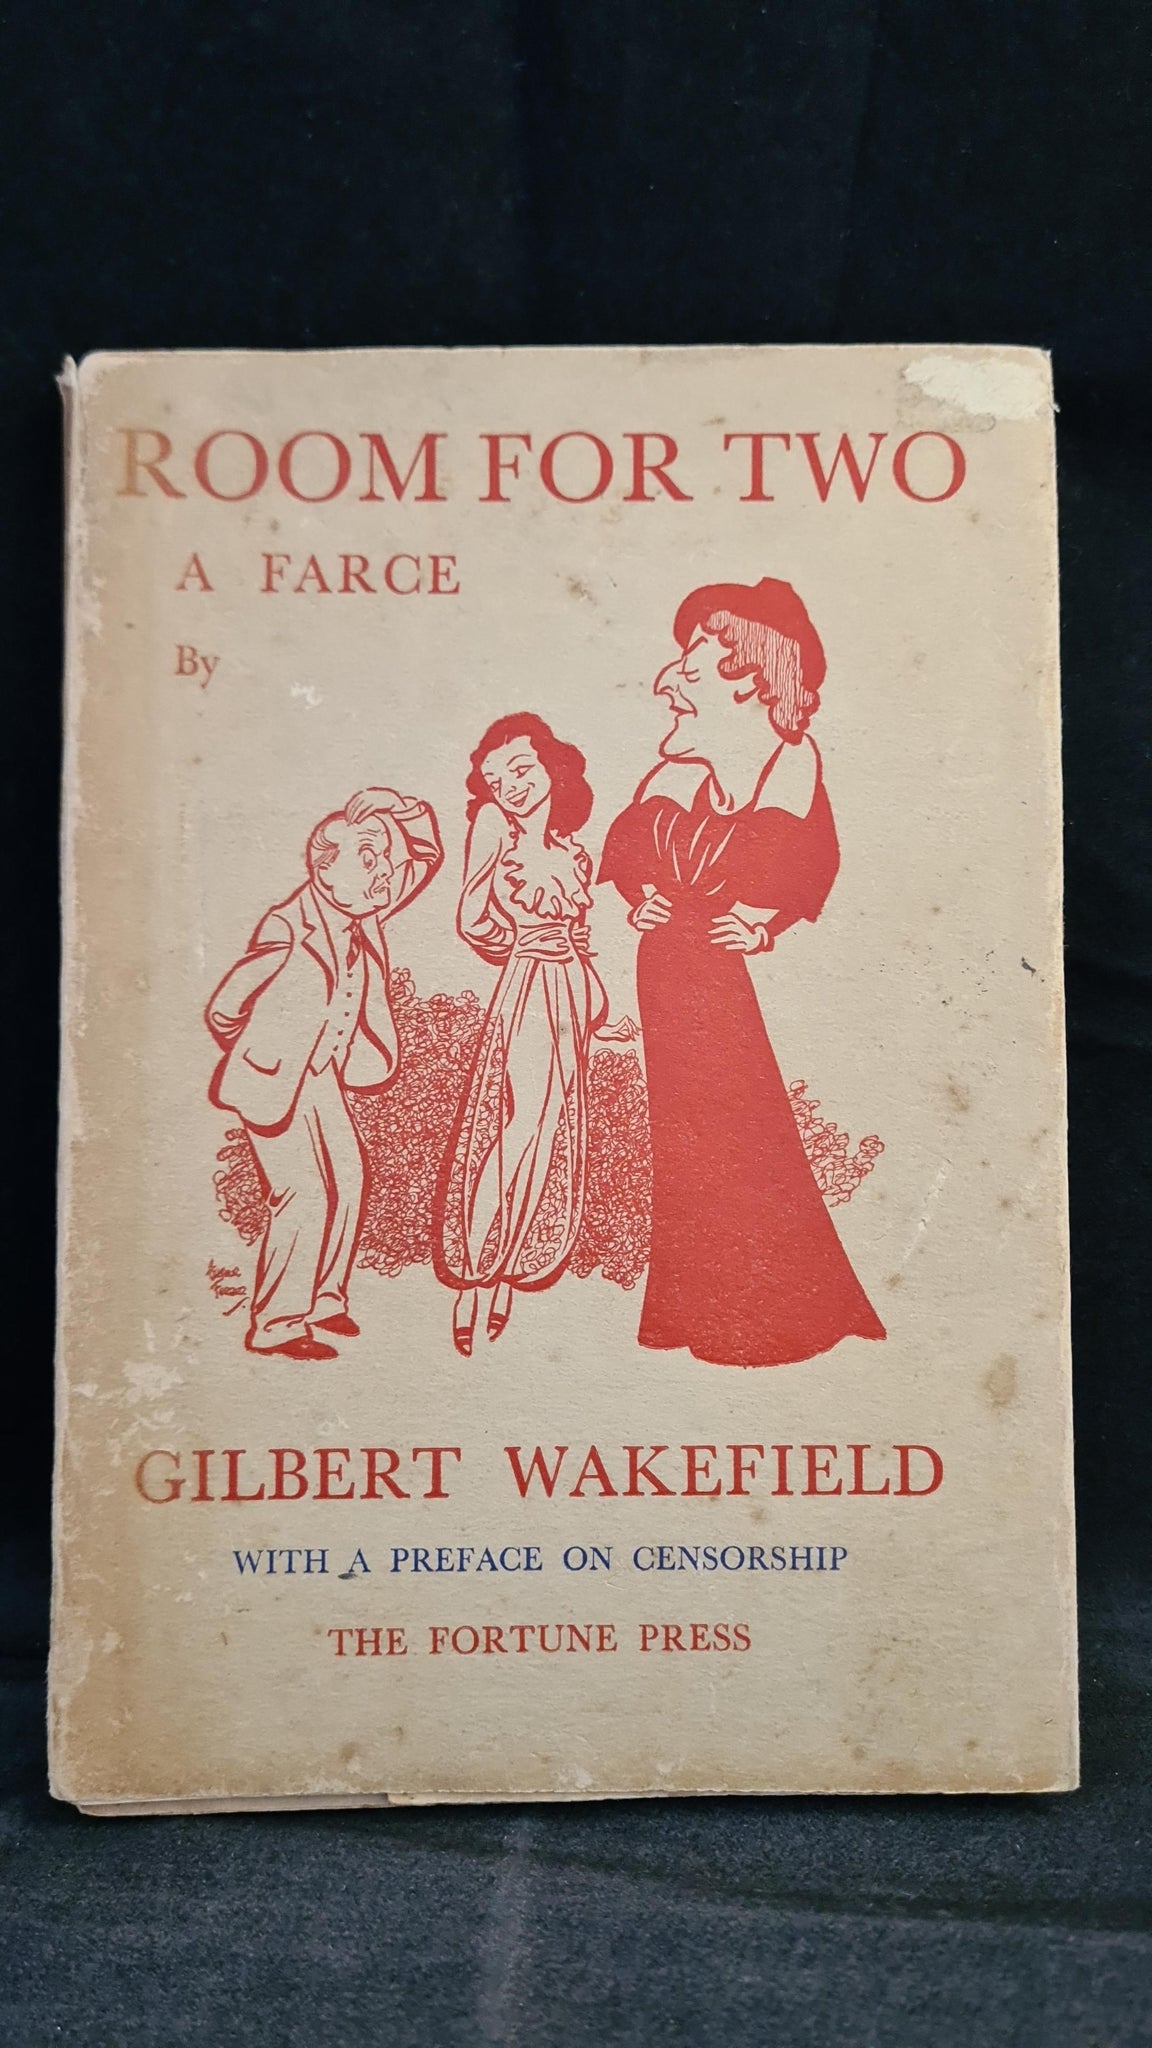 ROOM FOR TWO
A FARCE
By
GILBERT WAKEFIELD
WITH A PREFACE ON CENSORSHIP
THE FORTUNE PRESS